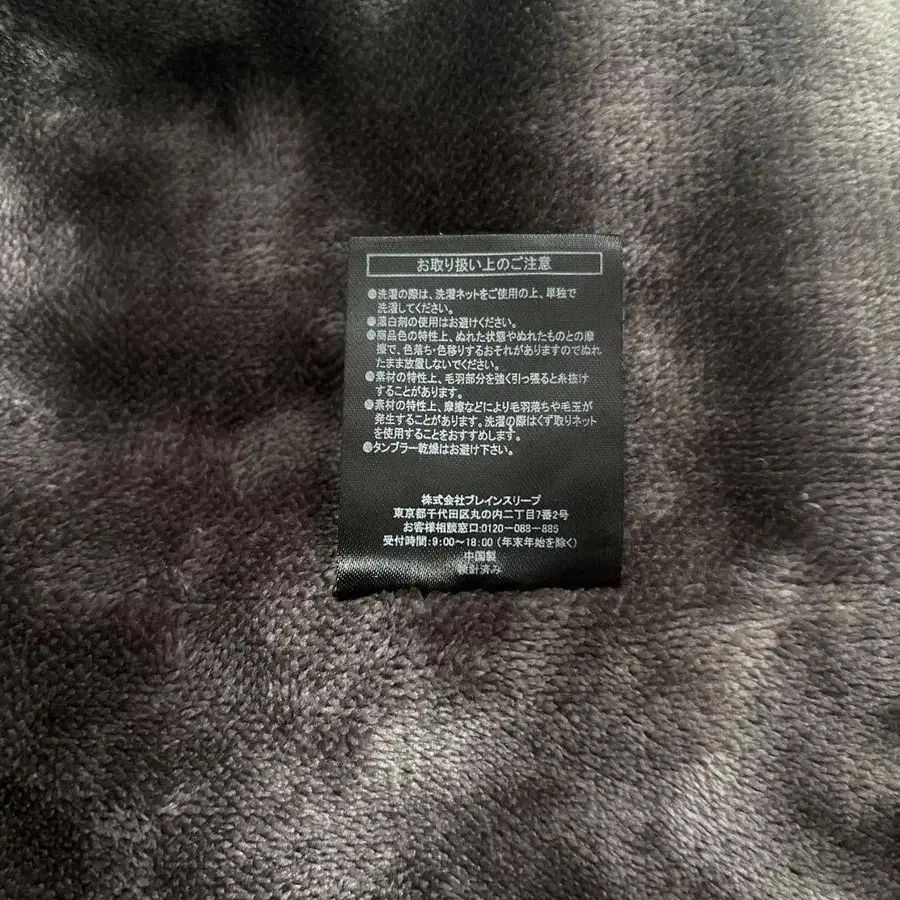 お取り扱い上のご注意
●洗濯の際は、洗濯ネットをご使用の上、単独で
洗濯してください。
●漂白剤の使用はお避けください。
●商品色の特性上、ぬれた状態やぬれたものとの摩
擦で、色落ち・色移りするおそれがありますのでぬれ
たまま放置しないでください。
●素材の特性上、毛羽部分を強く引っ張ると糸抜け
することがあります。
●素材の特性上、摩擦などにより毛羽落ちや毛玉が
発生することがあります。洗濯の際はくず取りネット
を使用することをおすすめします。
●タンブラー乾燥はお避け下さい。
株式会社ブレインスリープ
東京都千代田区丸の内二丁目7番2号
お客様相談窓口:0120-088-885
受付時間:9:00〜18:00(年末年始を除く)
中国製